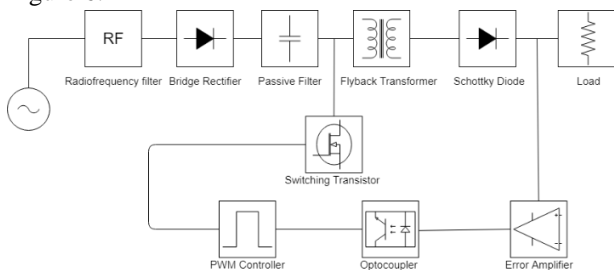 RF
Radiofrequency filter
Bridge Rectifier
Passive Filter
Flyback Transformer
Schottky Diode
Load
Switching Transistor
PWM Controller
Optocoupler
Error Amplifier